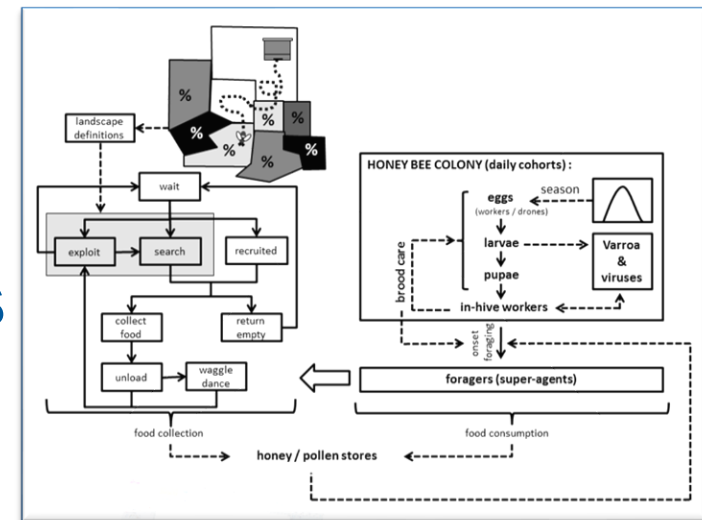 %
%
%
%
%
%
%
landscape
definitions
wait
exploit
search
recruited
collect
food
return
empty
unload
waggle
dance
food collection
HONEY BEE COLONY (daily cohorts) :
eggs
(workers / drones)
season
larvae
pupae
in-hive workers
Varroa
&
viruses
brood care
onset
foraging
foragers (super-agents)
food consumption
honey / pollen stores